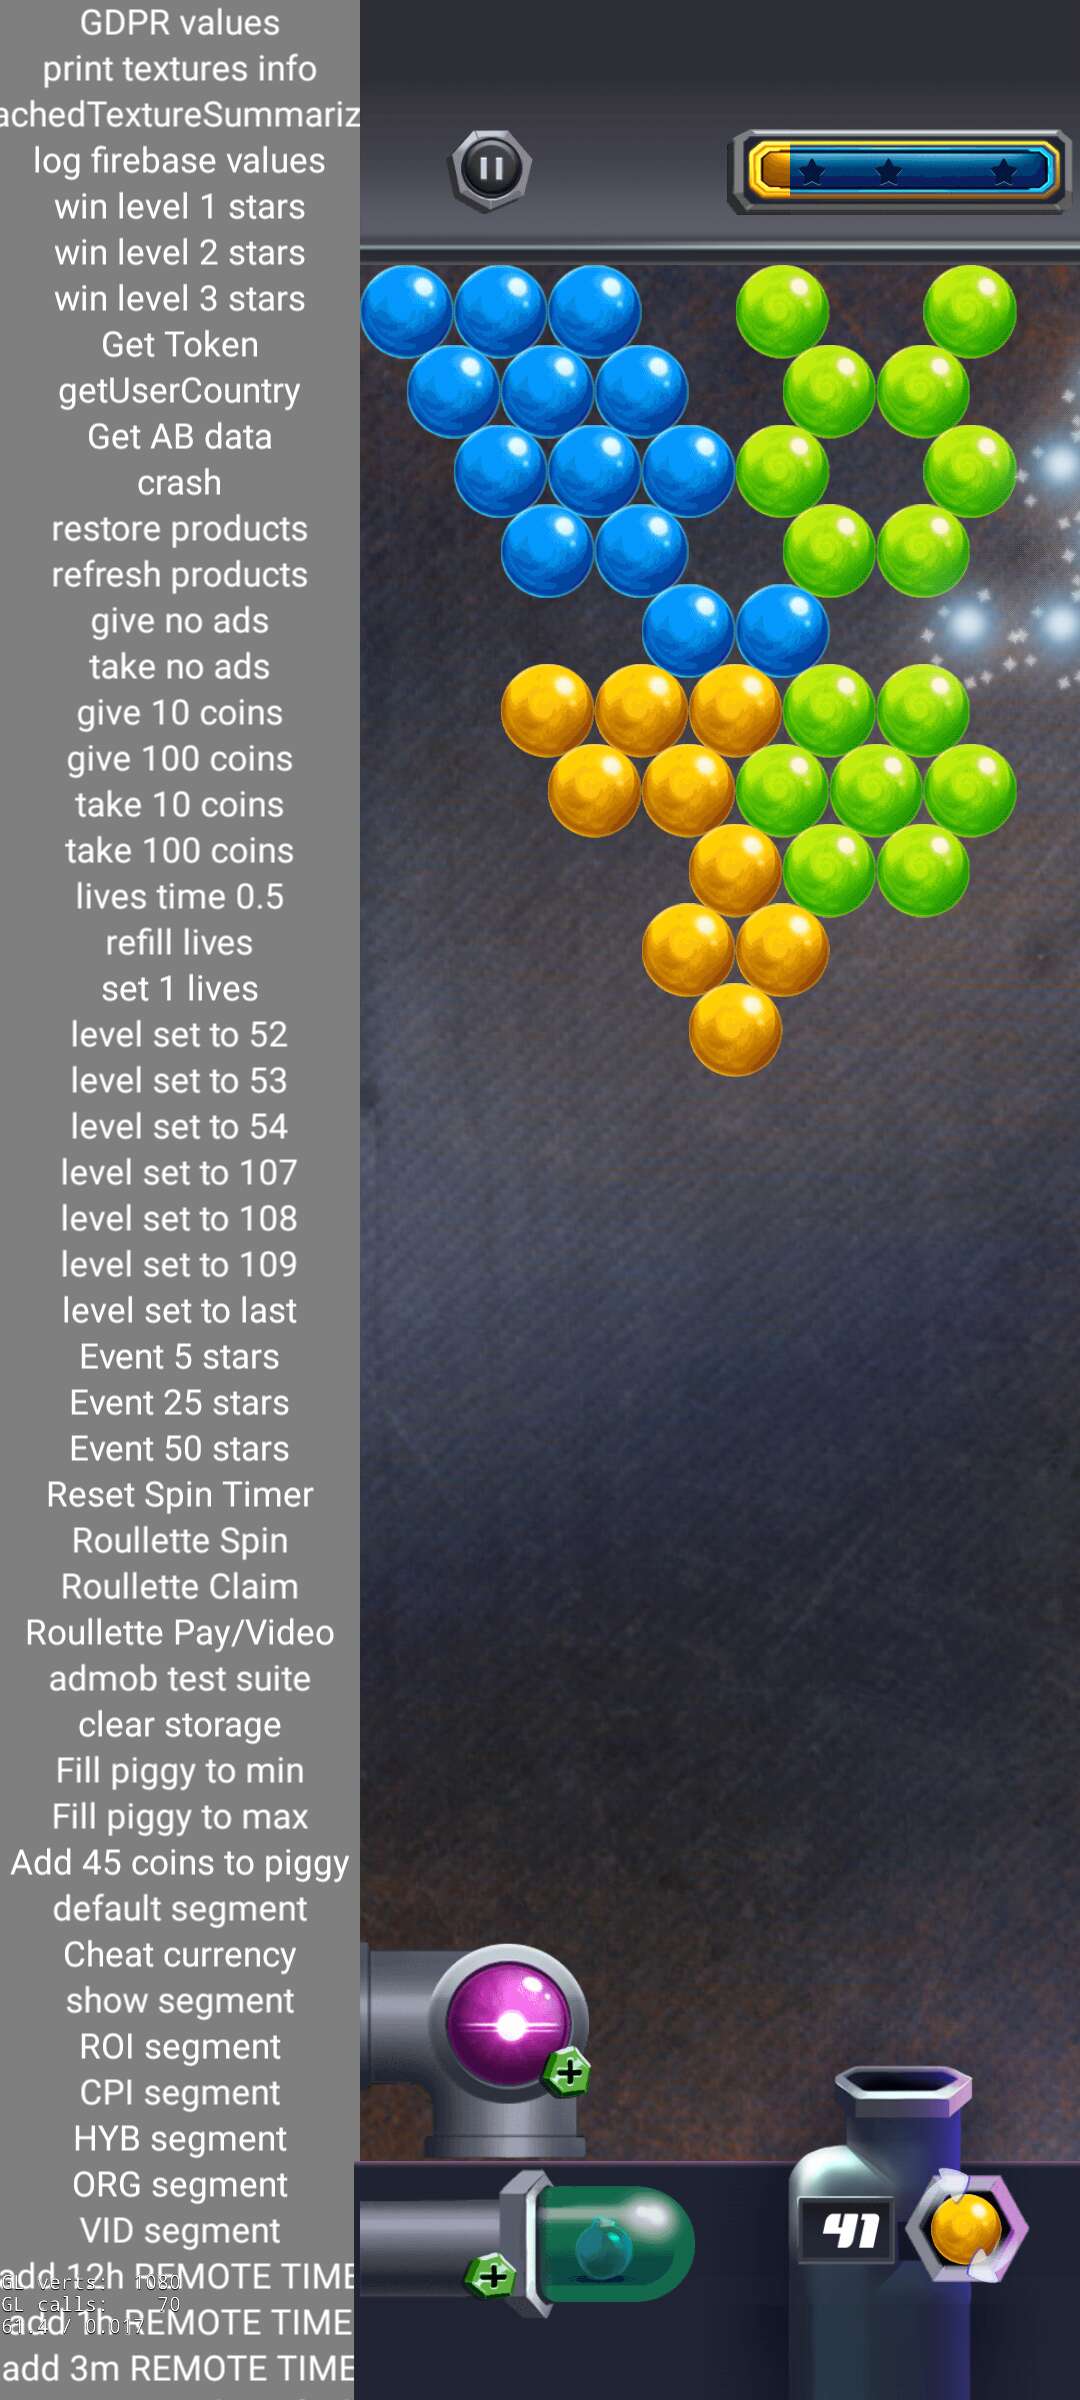 GDPR values
print textures info
achedTextureSummariz
log firebase values
win level 1 stars
win level 2 stars
win level 3 stars
Get Token
getUserCountry
Get AB data
crash
restore products
refresh products
give no ads
take no ads
give 10 coins
give 100 coins
take 10 coins
take 100 coins
lives time 0.5
refill lives
set 1 lives
level set to 52
level set to 53
level set to 54
level set to 107
level set to 108
level set to 109
level set to last
Event 5 stars
Event 25 stars
Event 50 stars
Reset Spin Timer
Roullette Spin
Roullette Claim
Roullette Pay/Video
admob test suite
clear storage
Fill piggy to min
Fill piggy to max
Add 45 coins to piggy
default segment
Cheat currency
show segment
ROI segment
CPI segment
HYB segment
ORG segment
VID segment
41
add 12h REMOTE TIME
GL verts: 1080
GL calls: 70
add 1h REMOTE TIME
61.4 / 0.017
add 3m REMOTE TIME